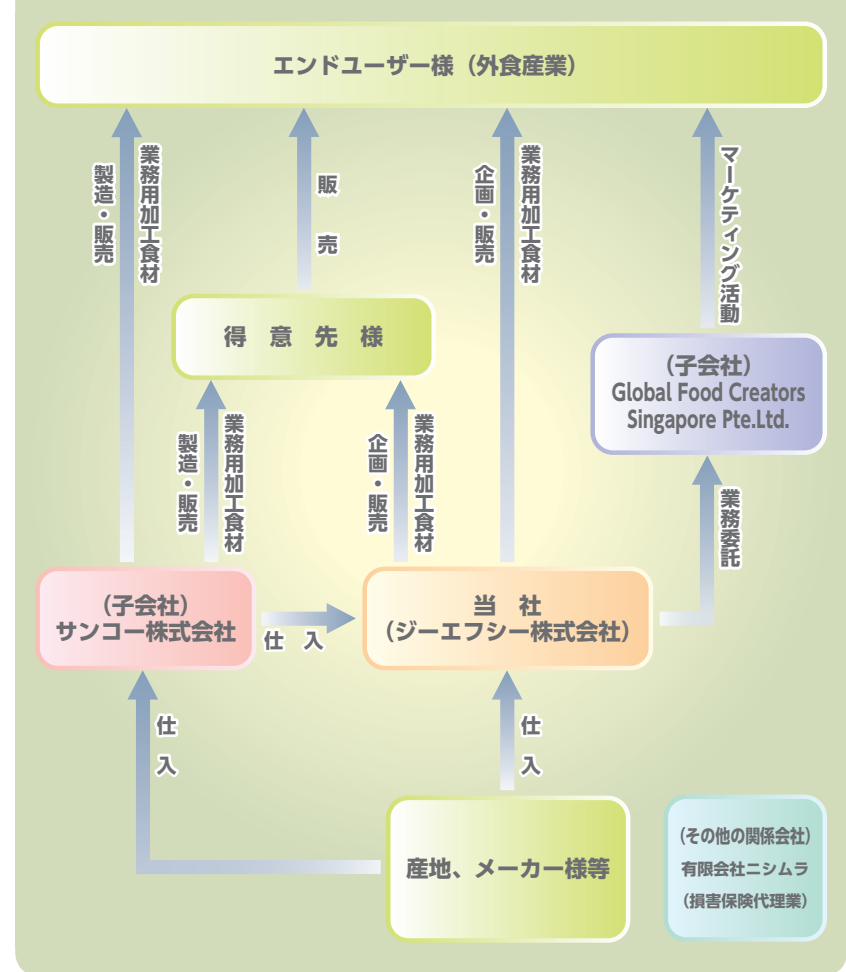 エンドユーザー様（外食産業）
業務用加工食材
製造・販売
販売
業務用加工食材
企画・販売
マーケティング活動
得意先様
（子会社）
Global Food Creators
Singapore Pte.Ltd.
業務用加工食材
製造・販売
業務用加工食材
企画・販売
業務委託
（子会社）
サンコー株式会社
仕入
当社
（ジーエフシー株式会社）
仕入
仕入
産地、メーカー様等
（その他の関係会社）
有限会社ニシムラ
（損害保険代理業）